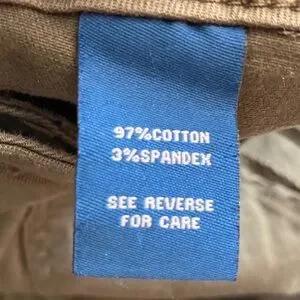 97%COTTON
3%SPANDEX
SEE REVERSE
FOR CARE